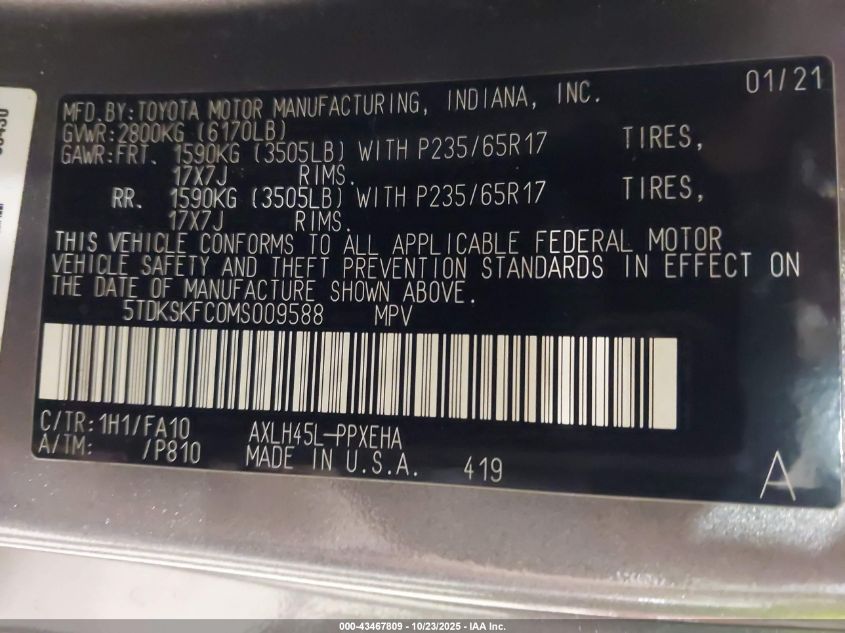 01/21
MFD.BY:TOYOTA MOTOR MANUFACTURING, INDIANA, INC.
GVWR:2800KG (6170LB)
GAWR:FRT. 1590KG (3505LB) WITH P235/65R17 TIRES,
17X7J RIMS.
RR. 1590KG (3505LB) WITH P235/65R17 TIRES,
17X7J RIMS.
THIS VEHICLE CONFORMS TO ALL APPLICABLE FEDERAL MOTOR
VEHICLE SAFETY AND THEFT PREVENTION STANDARDS IN EFFECT ON
THE DATE OF MANUFACTURE SHOWN ABOVE.
5TDKSKFC0MS009588 MPV
C/TR:1H1/FA10 AXLH45L-PPXEHA
A/TM: /P810 MADE IN U.S.A. 419
A
000-43467809 - 10/23/2025 - IAA Inc.